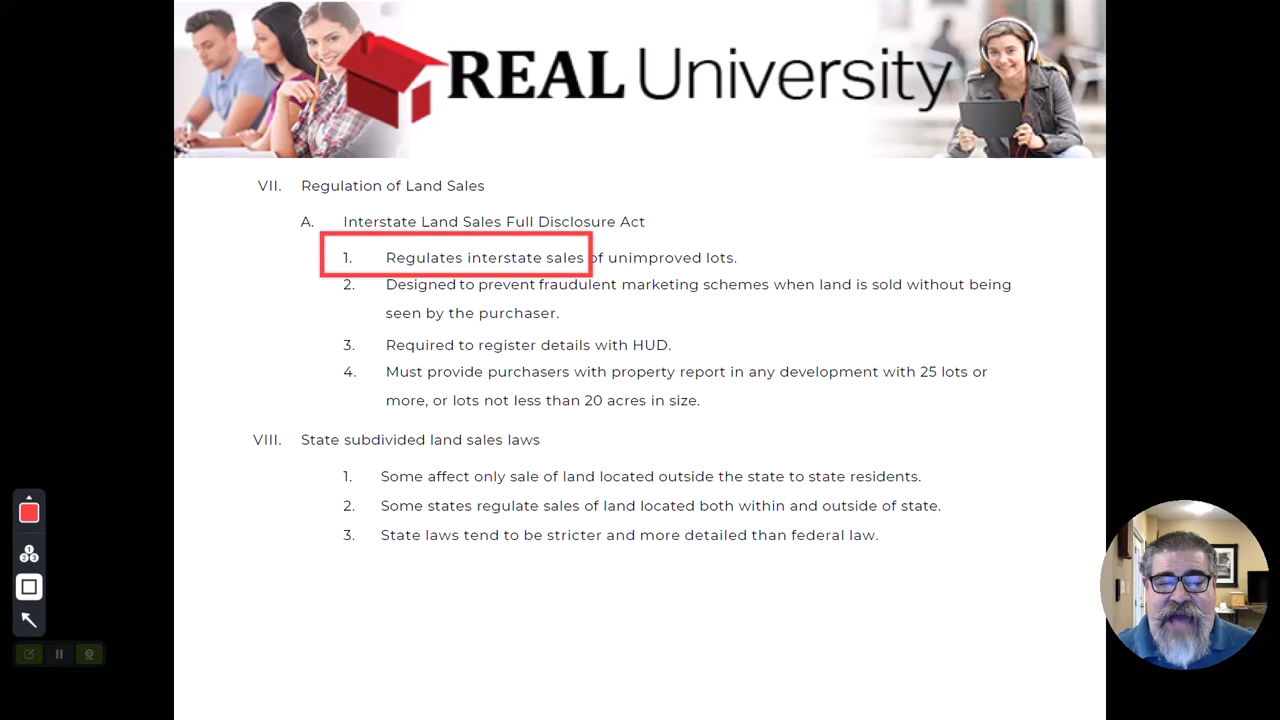 REAL University
VII. Regulation of Land Sales
A. Interstate Land Sales Full Disclosure Act
1. Regulates interstate sales of unimproved lots.
2. Designed to prevent fraudulent marketing schemes when land is sold without being
seen by the purchaser.
3. Required to register details with HUD.
4. Must provide purchasers with property report in any development with 25 lots or
more, or lots not less than 20 acres in size.
VIII. State subdivided land sales laws
1. Some affect only sale of land located outside the state to state residents.
2. Some states regulate sales of land located both within and outside of state.
3. State laws tend to be stricter and more detailed than federal law.